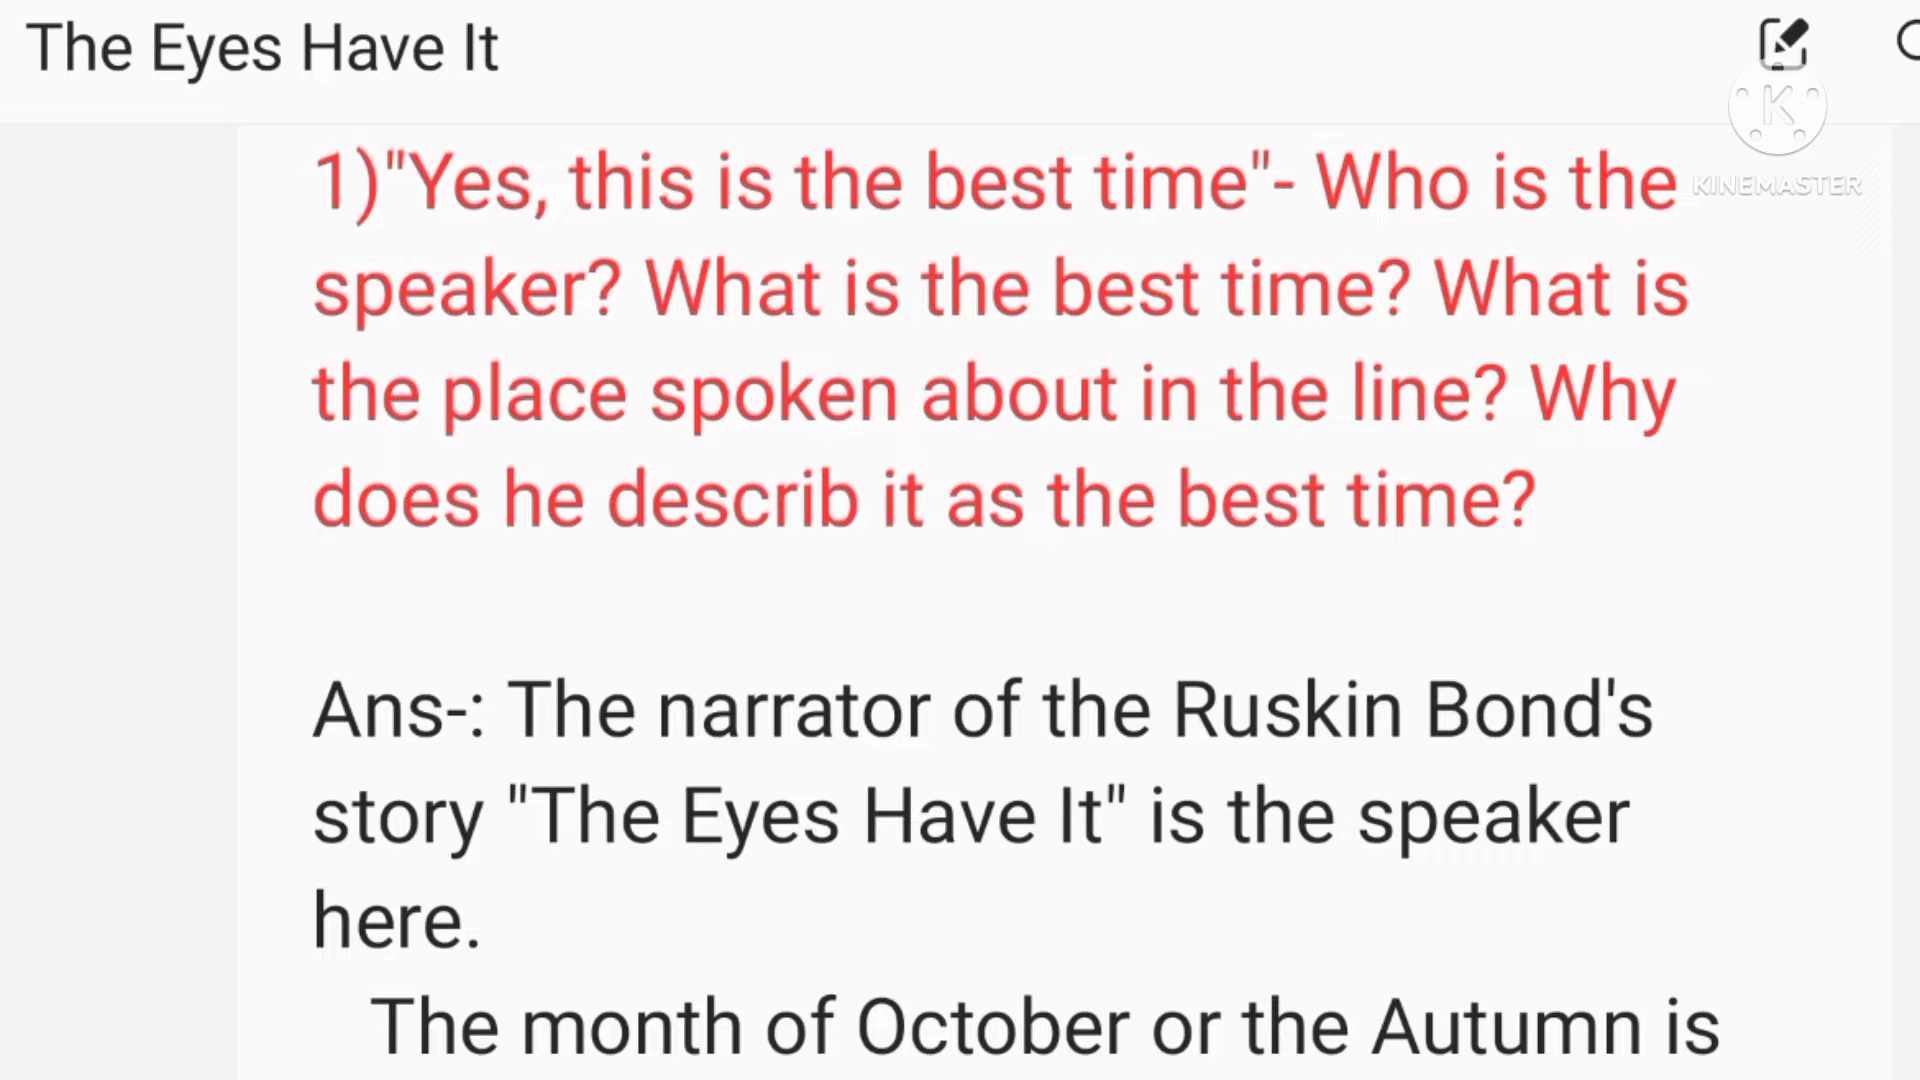 The Eyes Have It
K
KINEMASTER
1)"Yes, this is the best time"- Who is the
speaker? What is the best time? What is
the place spoken about in the line? Why
does he describ it as the best time?
Ans-: The narrator of the Ruskin Bond's
story "The Eyes Have It" is the speaker
here.
The month of October or the Autumn is